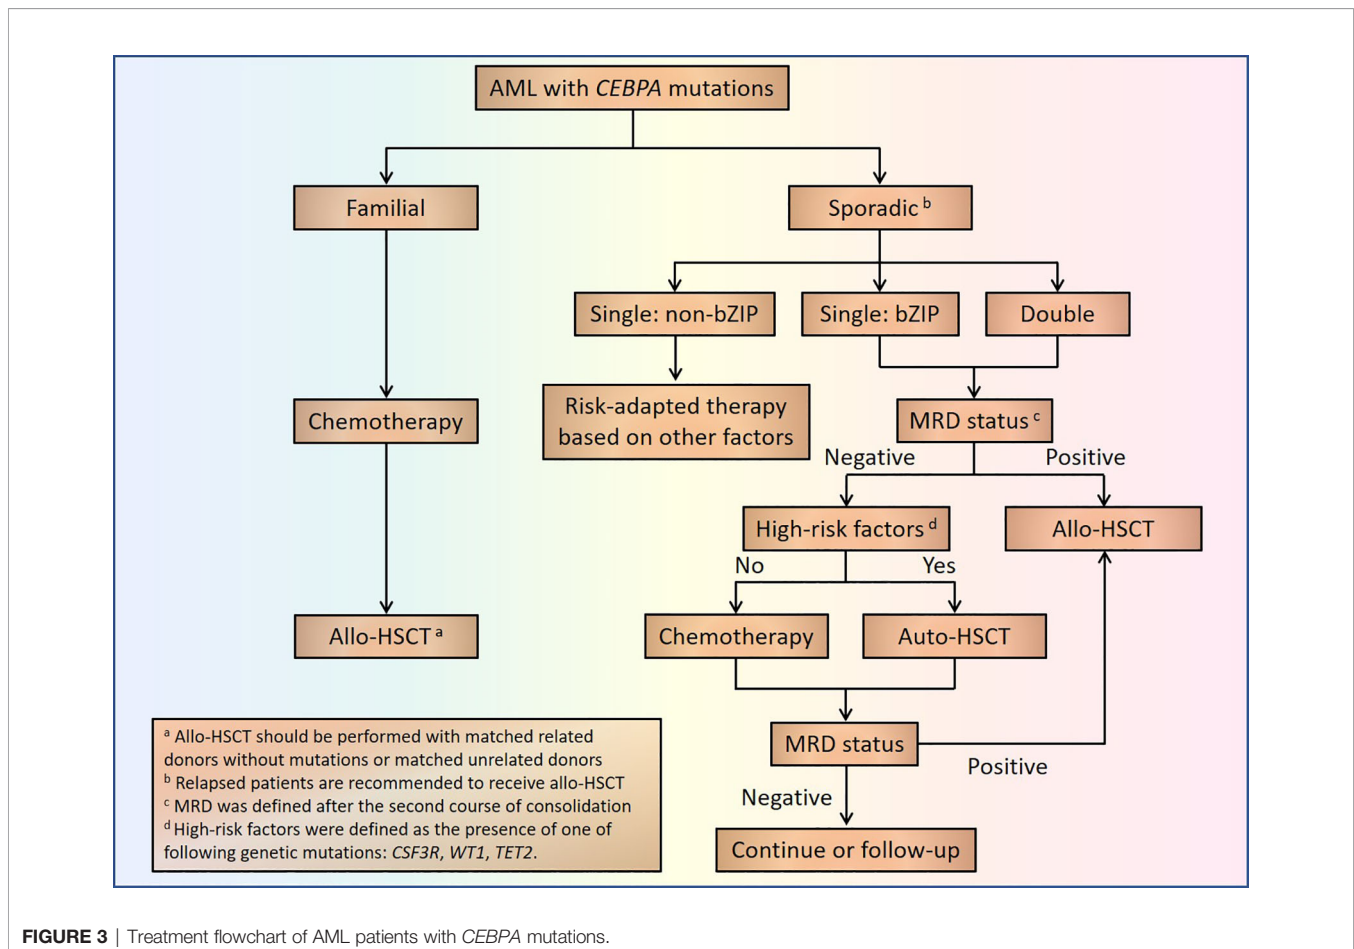 AML with CEBPA mutations
Familial
Sporadic b
Single: non-bZIP
Single: bZIP
Double
Risk-adapted therapy
based on other factors
Chemotherapy
MRD status c
Negative
Positive
High-risk factors d
Allo-HSCT
No
Yes
Allo-HSCT a
Chemotherapy
Auto-HSCT
MRD status
Positive
Negative
Continue or follow-up
a Allo-HSCT should be performed with matched related
donors without mutations or matched unrelated donors
b Relapsed patients are recommended to receive allo-HSCT
c MRD was defined after the second course of consolidation
d High-risk factors were defined as the presence of one of
following genetic mutations: CSF3R, WT1, TET2.
FIGURE 3 | Treatment flowchart of AML patients with CEBPA mutations.